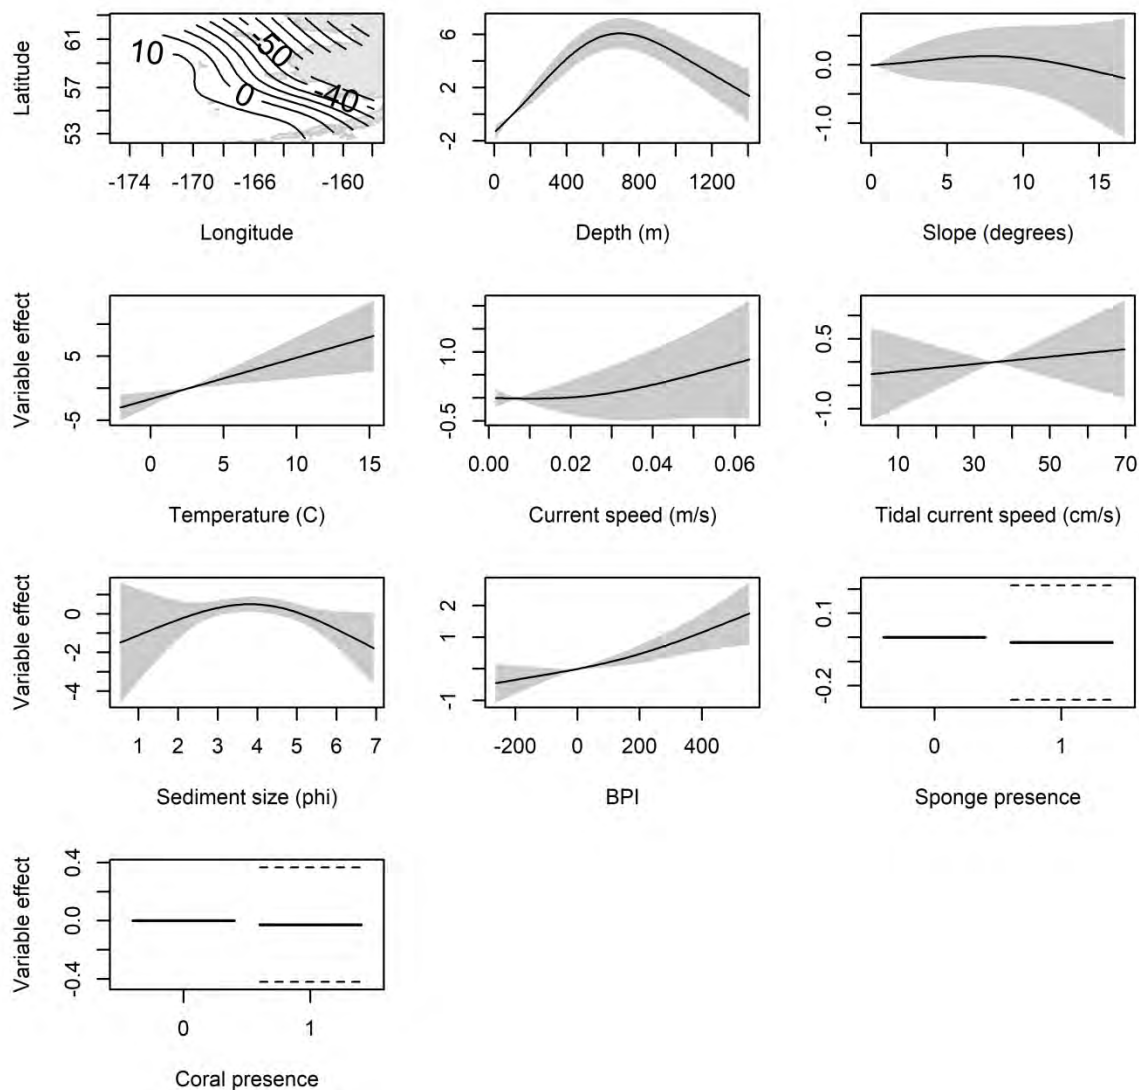 Latitude
61
57
53
10
-50
0
-40
-174 -170 -166 -160
Longitude
6
2
-2
0 400 800 1200
Depth (m)
0.0
-1.0
0 5 10 15
Slope (degrees)
Variable effect
5
-5
0 5 10 15
Temperature (C)
1.0
-0.5
0.00 0.02 0.04 0.06
Current speed (m/s)
0.5
-1.0
10 30 50 70
Tidal current speed (cm/s)
Variable effect
0
-2
-4
1 2 3 4 5 6 7
Sediment size (phi)
2
1
-1
-200 0 200 400
BPI
0.1
-0.2
0 1
Sponge presence
Variable effect
0.4
0.0
-0.4
0 1
Coral presence